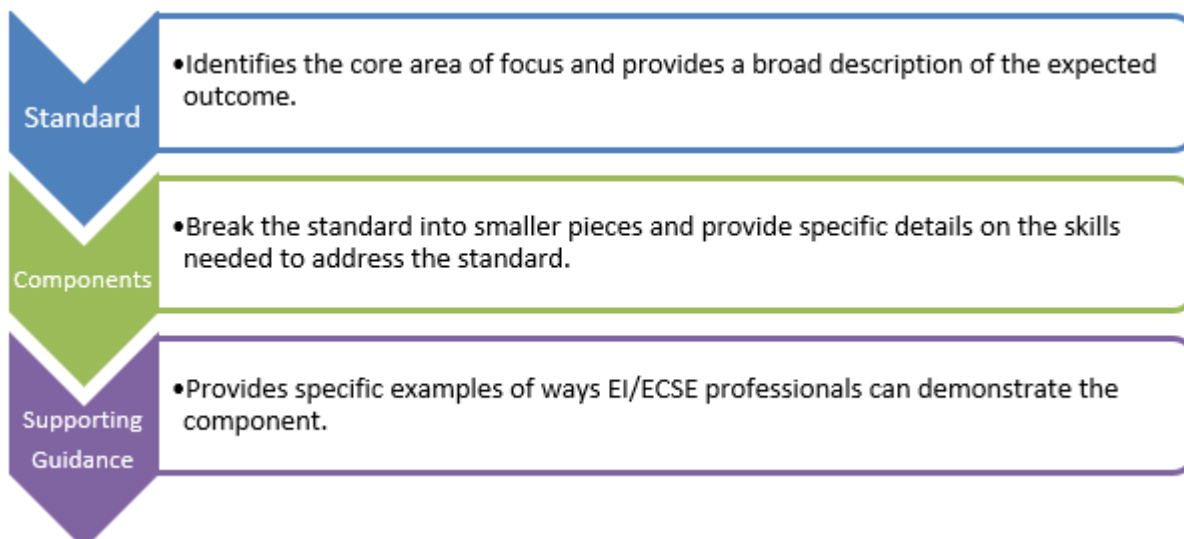 Standard
•Identifies the core area of focus and provides a broad description of the expected
outcome.
Components
•Break the standard into smaller pieces and provide specific details on the skills
needed to address the standard.
Supporting
Guidance
•Provides specific examples of ways EI/ECSE professionals can demonstrate the
component.